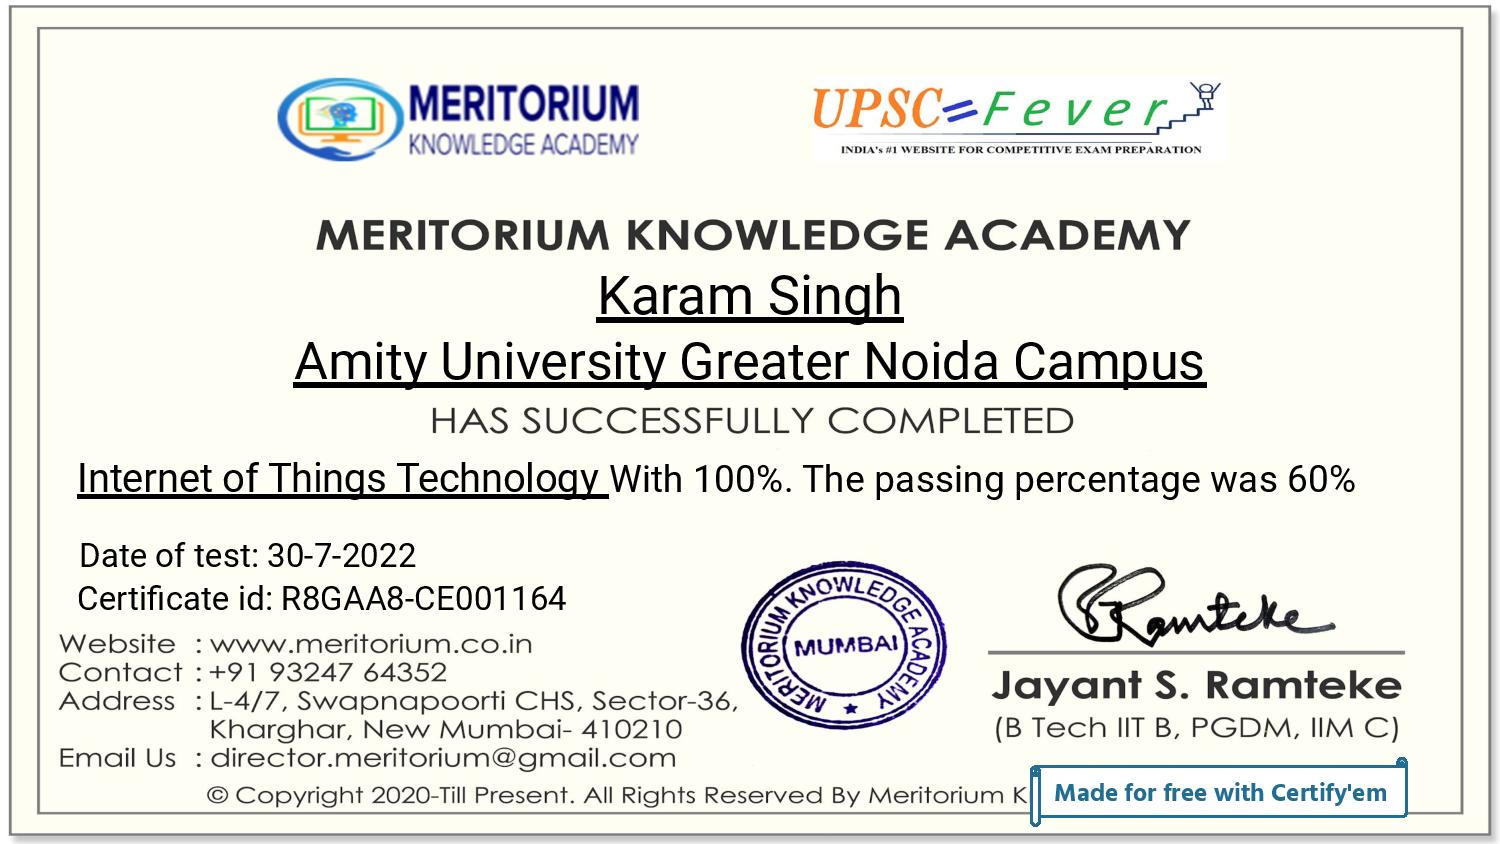 MERITORIUM
KNOWLEDGE ACADEMY
UPSC=Fever
INDIA's #1 WEBSITE FOR COMPETITIVE EXAM PREPARATION
MERITORIUM KNOWLEDGE ACADEMY
Karam Singh
Amity University Greater Noida Campus
HAS SUCCESSFULLY COMPLETED
Internet of Things Technology With 100%. The passing percentage was 60%
Date of test: 30-7-2022
Certificate id: R8GAA8-CE001164
Website : www.meritorium.co.in
Contact : +91 93247 64352
Address : L-4/7, Swapnapoorti CHS, Sector-36,
Kharghar, New Mumbai- 410210
Email Us : director.meritorium@gmail.com
MERITORIUM KNOWLEDGE ACADEMY
MUMBAI
Ramteke
Jayant S. Ramteke
(B Tech IIT B, PGDM, IIM C)
© Copyright 2020-Till Present. All Rights Reserved By Meritorium K
Made for free with Certify'em